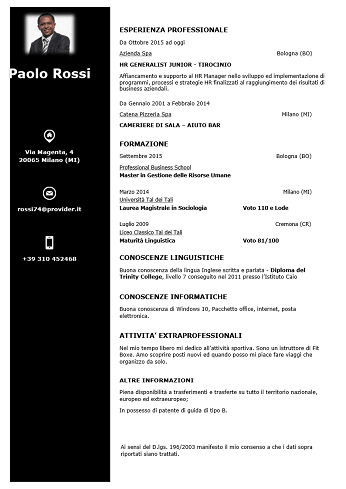 Paolo Rossi
Via Magenta, 4
20065 Milano (MI)
rossi74@provider.it
+39 310 452468
ESPERIENZA PROFESSIONALE
Da Ottobre 2015 ad oggi
Azienda Spa Bologna (BO)
HR GENERALIST JUNIOR - TIROCINIO
Affiancamento e supporto al HR Manager nello sviluppo ed implementazione di
programmi, processi e strategie HR finalizzati al raggiungimento dei risultati di
business aziendali.
Da Gennaio 2001 a Febbraio 2014
Catena Pizzeria Spa Milano (MI)
CAMERIERE DI SALA – AIUTO BAR
FORMAZIONE
Settembre 2015 Bologna (BO)
Professional Business School
Master in Gestione delle Risorse Umane
Marzo 2014 Milano (MI)
Università Tal dei Tali
Laurea Magistrale in Sociologia Voto 110 e Lode
Luglio 2009 Cremona (CR)
Liceo Classico Tal dei Tali
Maturità Linguistica Voto 81/100
CONOSCENZE LINGUISTICHE
Buona conoscenza della lingua Inglese scritta e parlata - Diploma del
Trinity College, livello 7 conseguito nel 2011 presso l'Istituto Caio
CONOSCENZE INFORMATICHE
Buona conoscenza di Windows 10, Pacchetto office, internet, posta
elettronica.
ATTIVITA' EXTRAPROFESSIONALI
Nel mio tempo libero mi dedico all'attività sportiva. Sono un istruttore di Fit
Boxe. Amo scoprire posti nuovi ed quando posso mi piace fare viaggi che
organizzo da solo.
ALTRE INFORMAZIONI
Piena disponibilità a trasferimenti e trasferte su tutto il territorio nazionale,
europeo ed extraeuropeo;
In possesso di patente di guida di tipo B.
Ai sensi del D.lgs. 196/2003 manifesto il mio consenso a che i dati sopra
riportati siano trattati.